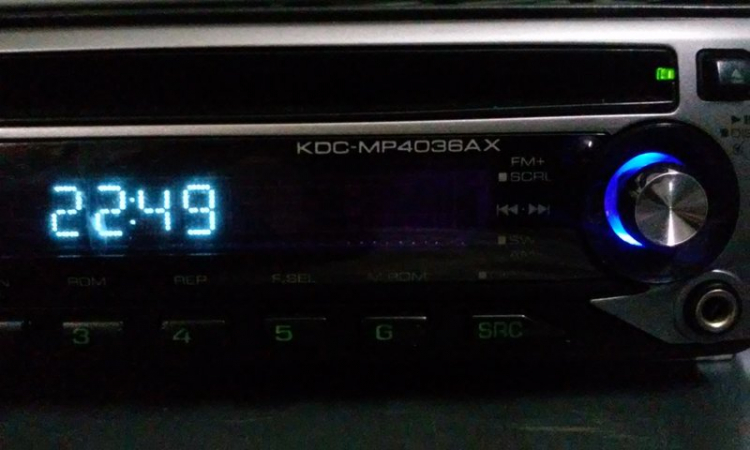 KDC-MP4036AX
FM+
SCRL
22:49
RDM REP S.SEL M.RDM
3 4 5 6 SRC